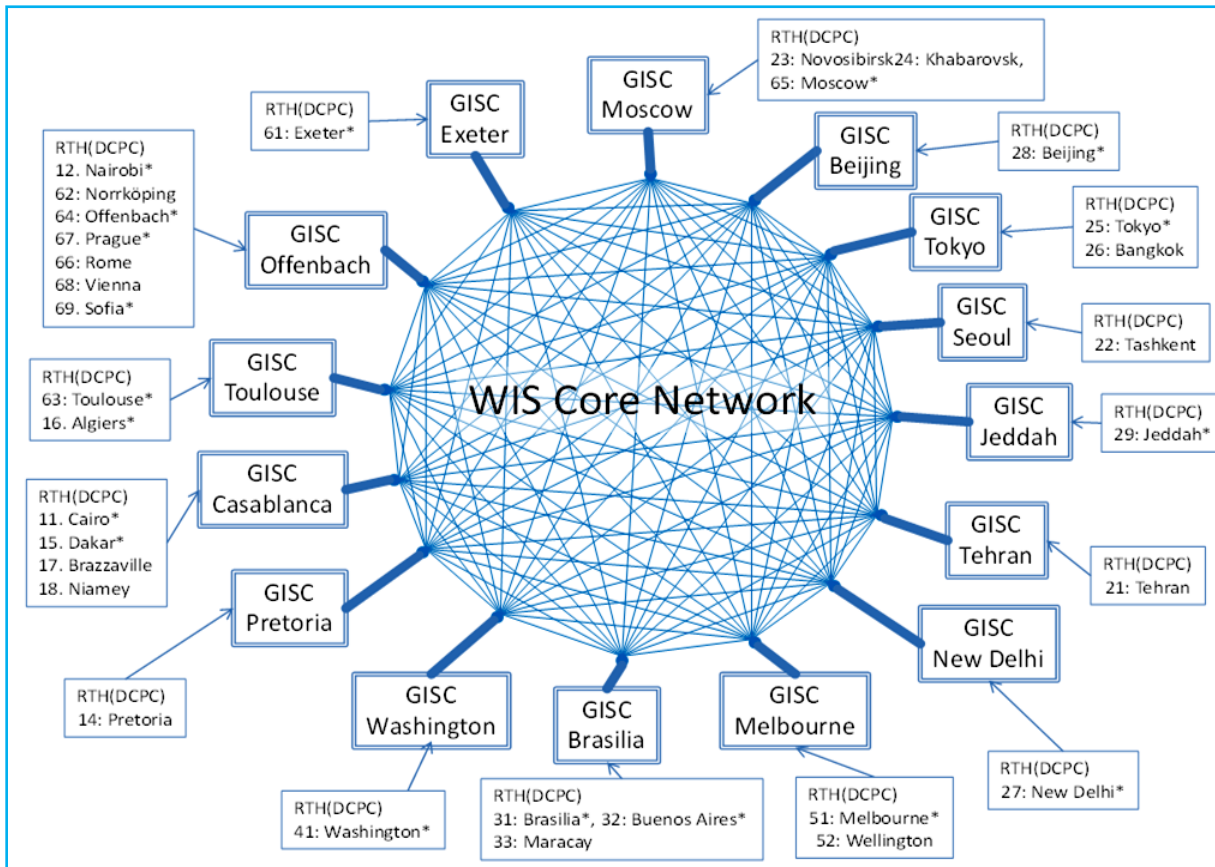 RTH(DCPC)
23: Novosibirsk24: Khabarovsk,
65: Moscow*
GISC
Moscow
RTH(DCPC)
61: Exeter*
GISC
Exeter
GISC
Beijing
RTH(DCPC)
28: Beijing*
RTH(DCPC)
12. Nairobi*
62: Norrköping
64: Offenbach*
67. Prague*
66: Rome
68: Vienna
69. Sofia*
GISC
Offenbach
GISC
Tokyo
RTH(DCPC)
25: Tokyo*
26: Bangkok
GISC
Seoul
RTH(DCPC)
22: Tashkent
RTH(DCPC)
63: Toulouse*
16. Algiers*
GISC
Toulouse
WIS Core Network
GISC
Jeddah
RTH(DCPC)
29: Jeddah*
RTH(DCPC)
11. Cairo*
15. Dakar*
17. Brazzaville
18. Niamey
GISC
Casablanca
GISC
Tehran
RTH(DCPC)
21: Tehran
GISC
Pretoria
RTH(DCPC)
14: Pretoria
GISC
New Delhi
RTH(DCPC)
27: New Delhi*
GISC
Washington
RTH(DCPC)
41: Washington*
GISC
Brasilia
RTH(DCPC)
31: Brasilia*, 32: Buenos Aires*
33: Maracay
GISC
Melbourne
RTH(DCPC)
51: Melbourne*
52: Wellington